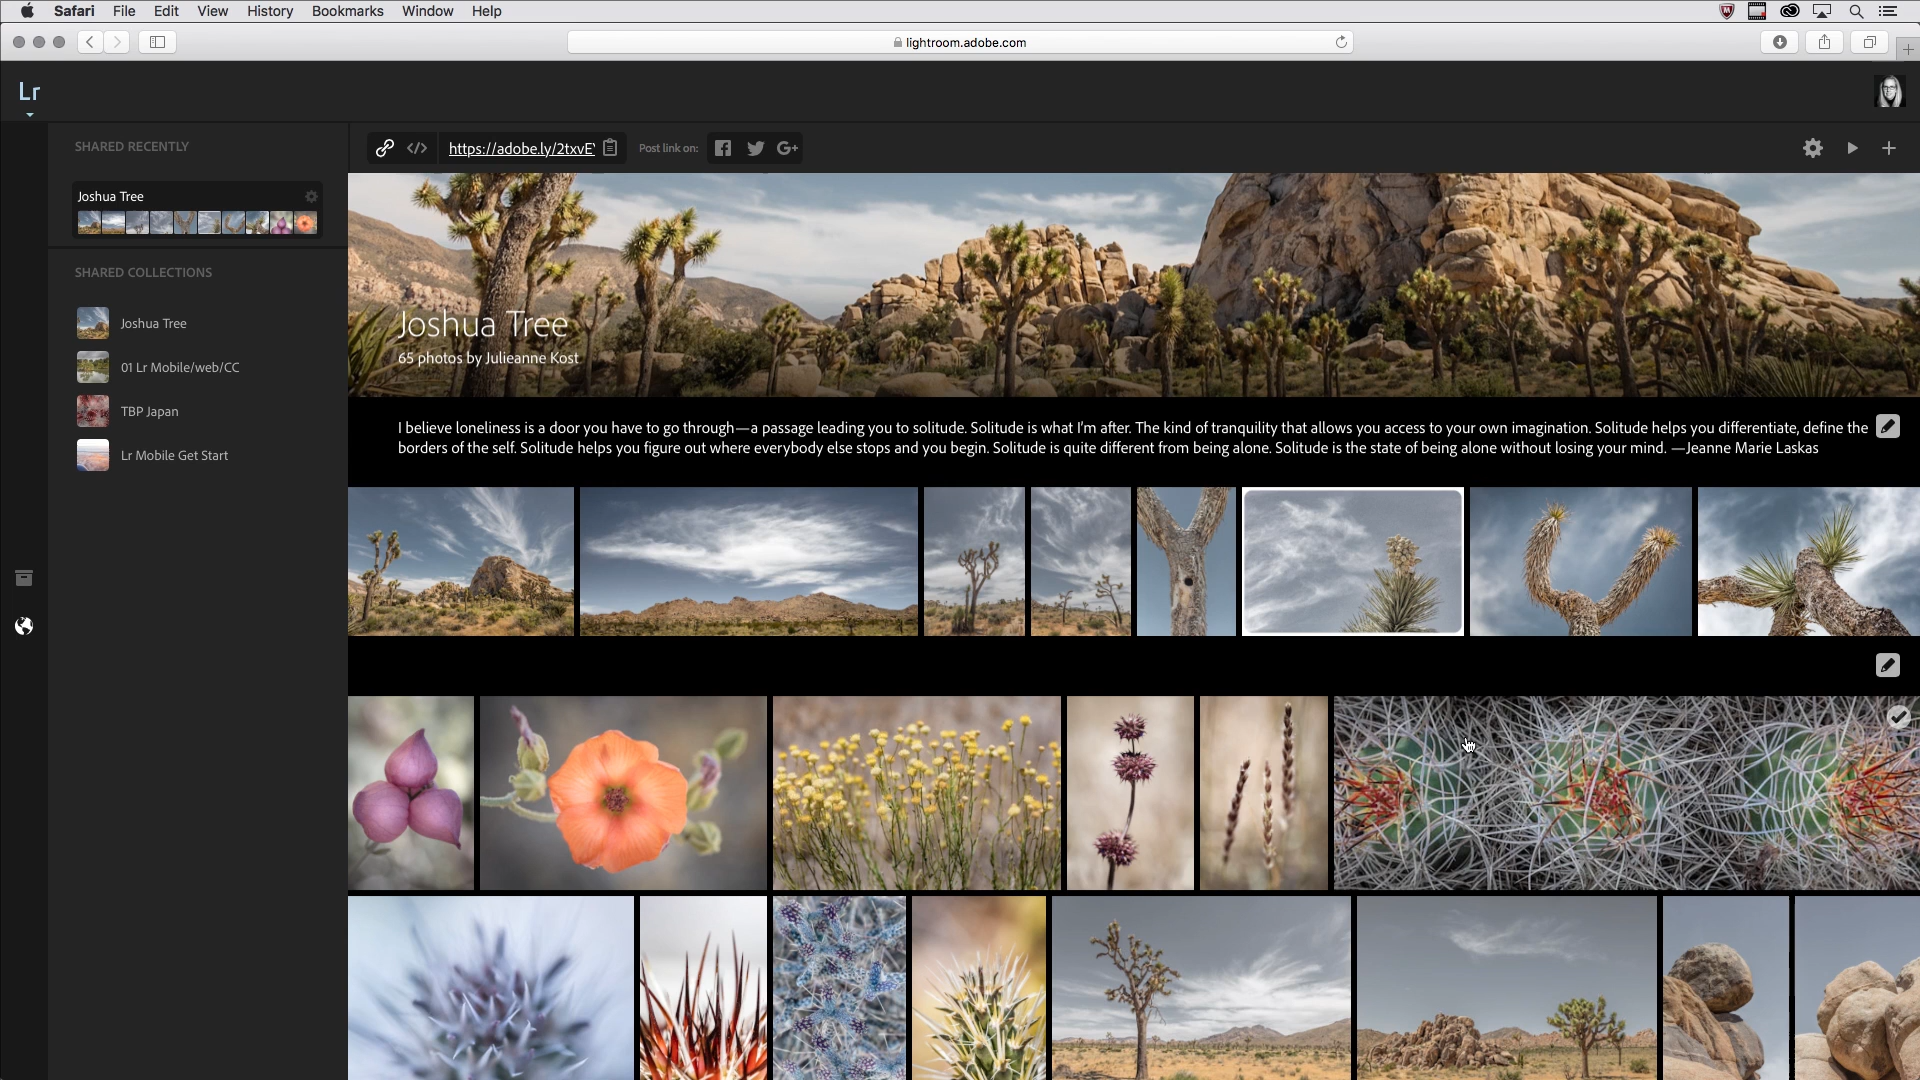 Safari File Edit View History Bookmarks Window Help
lightroom.adobe.com
Lr
SHARED RECENTLY
</> https://adobe.ly/2txvE Post link on: G+
Joshua Tree
SHARED COLLECTIONS
Joshua Tree
01 Lr Mobile/web/CC
TBP Japan
Lr Mobile Get Start
Joshua Tree
65 photos by Julieanne Kost
I believe loneliness is a door you have to go through—a passage leading you to solitude. Solitude is what I'm after. The kind of tranquility that allows you access to your own imagination. Solitude helps you differentiate, define the
borders of the self. Solitude helps you figure out where everybody else stops and you begin. Solitude is quite different from being alone. Solitude is the state of being alone without losing your mind. —Jeanne Marie Laskas